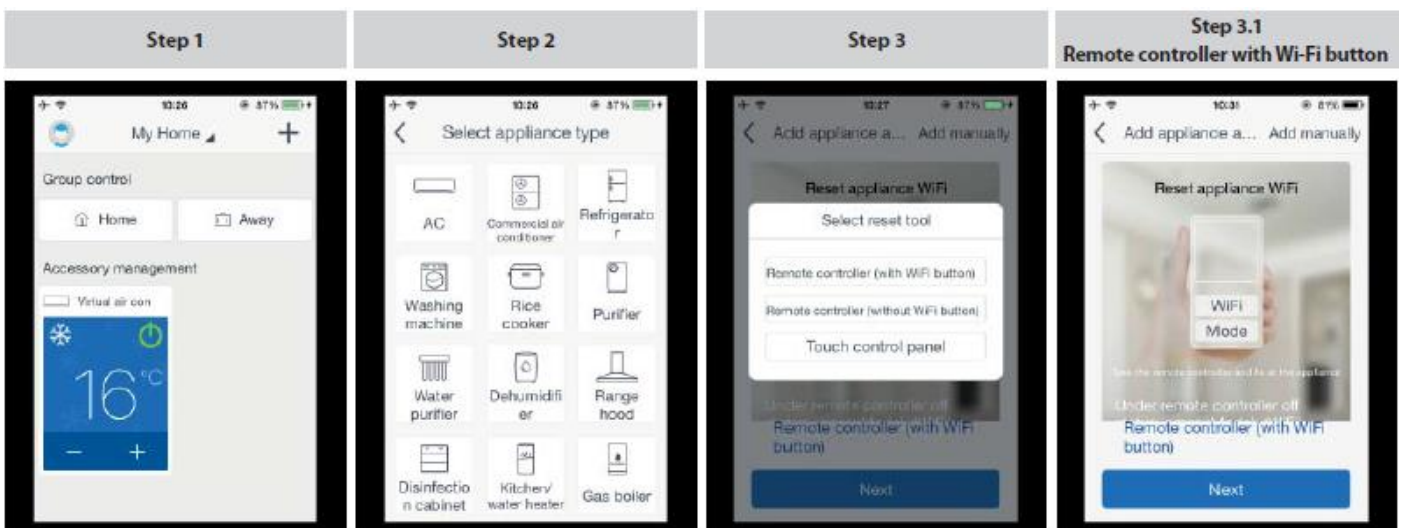 Step 1
Step 2
Step 3
Step 3.1
Remote controller with Wi-Fi button
10:26
87%
My Home
+
Group control
Home
Away
Accessory management
Virtual air con
16°C
−
+
10:26
87%
Select appliance type
AC
Commercial air
conditioner
Refrigerato
r
Washing
machine
Rice
cooker
Purifier
Water
purifier
Dehumidifi
er
Range
hood
Disinfectio
n cabinet
Kitchen/
water heater
Gas boiler
10:27
87%
Add appliance a...
Add manually
Reset appliance WiFi
Select reset tool
Remote controller (with WiFi button)
Remote controller (without WiFi button)
Touch control panel
Under remote controller off
Remote controller (with WiFi
button)
Next
10:31
Add appliance a...
Add manually
Reset appliance WiFi
WiFi
Mode
Under remote controller off
Remote controller (with WiFi
button)
Next